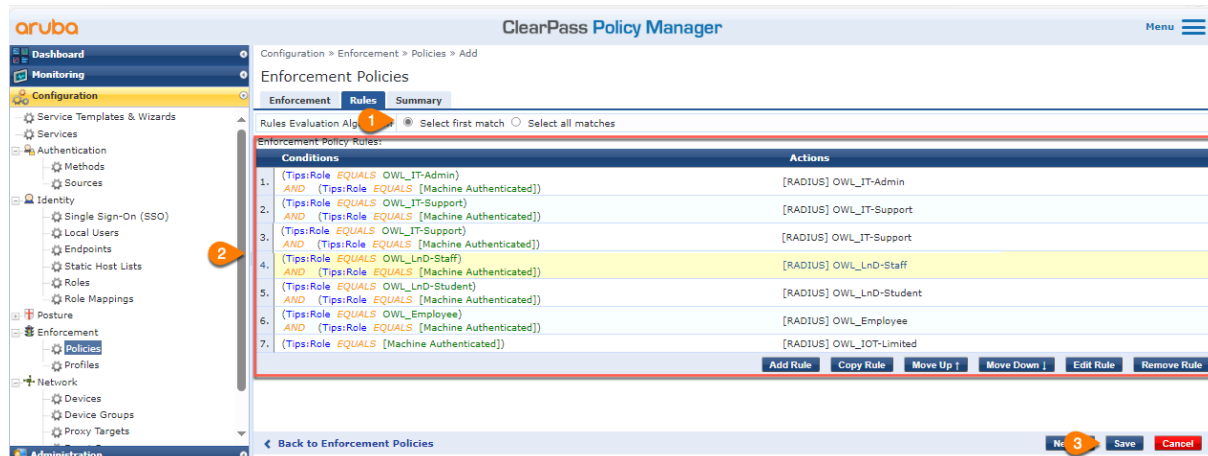 aruba
ClearPass Policy Manager
Menu
Dashboard
Monitoring
Configuration
Service Templates & Wizards
Services
Authentication
Methods
Sources
Identity
Single Sign-On (SSO)
Local Users
Endpoints
Static Host Lists
Roles
Role Mappings
Posture
Enforcement
Policies
Profiles
Network
Devices
Device Groups
Proxy Targets
Administration
Configuration » Enforcement » Policies » Add
Enforcement Policies
Enforcement Rules Summary
Rules Evaluation 1 Select first match Select all matches
Enforcement Policy Rules:
Conditions Actions
1. (Tips:Role EQUALS OWL_IT-Admin)
AND (Tips:Role EQUALS [Machine Authenticated]) [RADIUS] OWL_IT-Admin
2. (Tips:Role EQUALS OWL_IT-Support)
AND (Tips:Role EQUALS [Machine Authenticated]) [RADIUS] OWL_IT-Support
3. (Tips:Role EQUALS OWL_IT-Support)
AND (Tips:Role EQUALS [Machine Authenticated]) [RADIUS] OWL_IT-Support
2
4. (Tips:Role EQUALS OWL_LnD-Staff)
AND (Tips:Role EQUALS [Machine Authenticated]) [RADIUS] OWL_LnD-Staff
5. (Tips:Role EQUALS OWL_LnD-Student)
AND (Tips:Role EQUALS [Machine Authenticated]) [RADIUS] OWL_LnD-Student
6. (Tips:Role EQUALS OWL_Employee)
AND (Tips:Role EQUALS [Machine Authenticated]) [RADIUS] OWL_Employee
7. (Tips:Role EQUALS [Machine Authenticated]) [RADIUS] OWL_IOT-Limited
Add Rule Copy Rule Move Up ↑ Move Down ↓ Edit Rule Remove Rule
Back to Enforcement Policies
3 Save Cancel